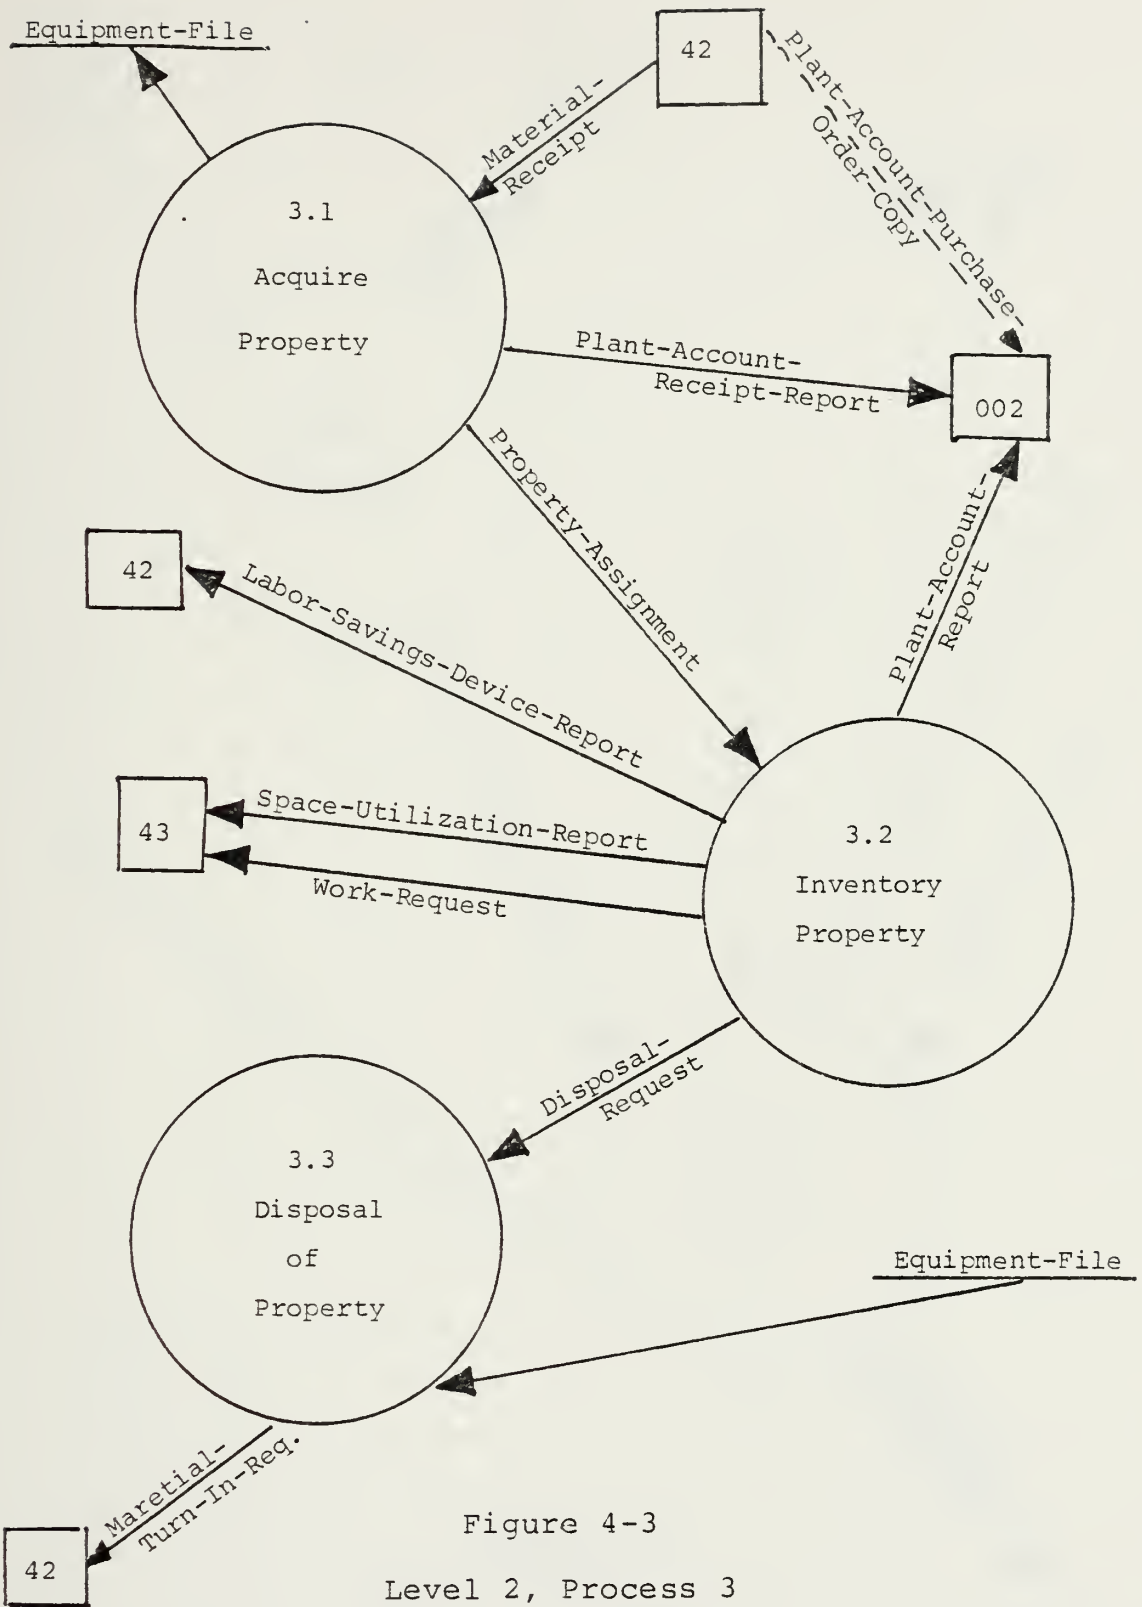 Equipment-File
42
Plant-Account-Purchase-
Order-Copy
Material-
Receipt
3.1
Acquire
Property
Plant-Account-
Receipt-Report
002
Property-Assignment
Plant-Account-
Report
42
Labor-Savings-Device-Report
43
Space-Utilization-Report
Work-Request
3.2
Inventory
Property
Disposal-
Request
3.3
Disposal
of
Property
Equipment-File
Maretial-
Turn-In-Req.
42
Figure 4-3
Level 2, Process 3